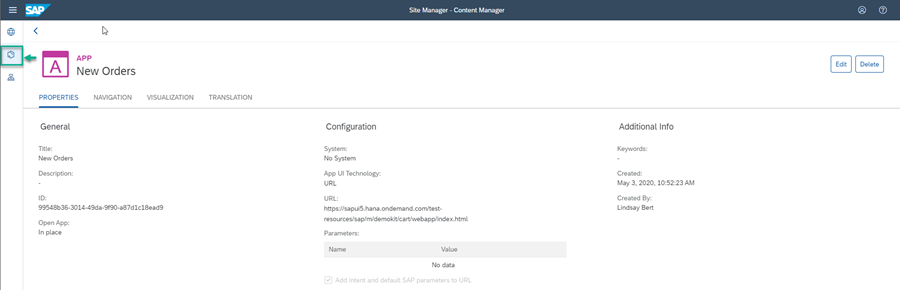 SAP
Site Manager - Content Manager
A
APP
New Orders
Edit
Delete
PROPERTIES
NAVIGATION
VISUALIZATION
TRANSLATION
General
Title:
New Orders
Description:
-
ID:
99548b36-3014-49da-9f90-a87d1c18ead9
Open App:
In place
Configuration
System:
No System
App UI Technology:
URL
URL:
https://sapui5.hana.ondemand.com/test-
resources/sap/m/demokit/cart/webapp/index.html
Parameters:
Name
Value
No data
Add intent and default SAP parameters to URL
Additional Info
Keywords:
-
Created:
May 3, 2020, 10:52:23 AM
Created By:
Lindsay Bert